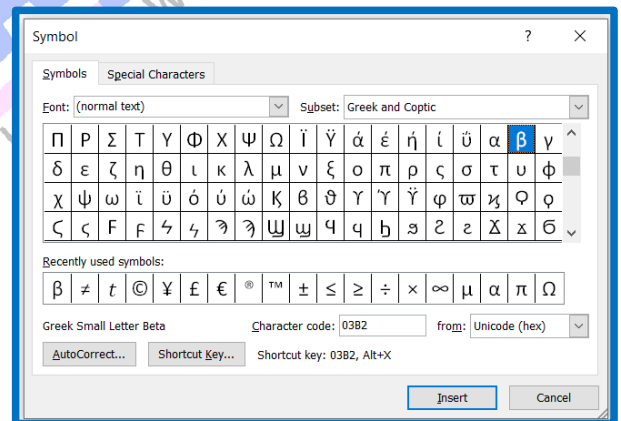 Symbol ? ×
Symbols Special Characters
Font: (normal text) Subset: Greek and Coptic
Π Ρ Σ Τ Υ Φ Χ Ψ Ω Ϊ Ϋ ά έ ή ί ΰ α β γ
δ ε ζ η θ ι κ λ μ ν ξ ο π ρ ς σ τ υ φ
χ ψ ω ϊ ϋ ό ύ ώ Ϗ ϐ ϑ ϒ ϓ ϔ ϕ ϖ ϗ Ϙ ϙ
Ϛ ϛ Ϝ ϝ Ϟ ϟ Ϡ ϡ Ϣ ϣ Ϥ ϥ Ϧ ϧ Ϩ ϩ Ϫ ϫ Ϭ
Recently used symbols:
β ≠ t © ¥ £ € ® ™ ± ≤ ≥ ÷ × ∞ µ α π Ω
Greek Small Letter Beta Character code: 03B2 from: Unicode (hex)
AutoCorrect... Shortcut Key... Shortcut key: 03B2, Alt+X
Insert Cancel